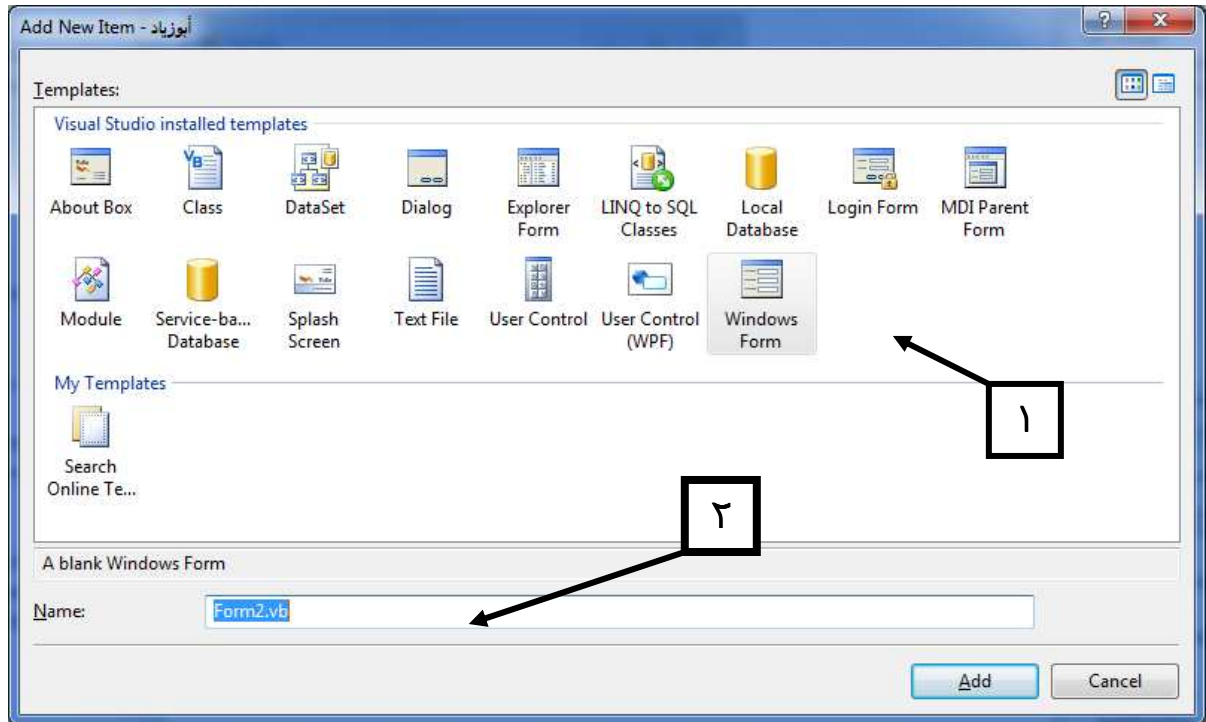 Add New Item - أبوزياد
Templates:
Visual Studio installed templates
About Box
Class
DataSet
Dialog
Explorer
Form
LINQ to SQL
Classes
Local
Database
Login Form
MDI Parent
Form
Module
Service-ba...
Database
Splash
Screen
Text File
User Control
User Control
(WPF)
Windows
Form
١
My Templates
Search
Online Te...
٢
A blank Windows Form
Name:
Form2.vb
Add
Cancel